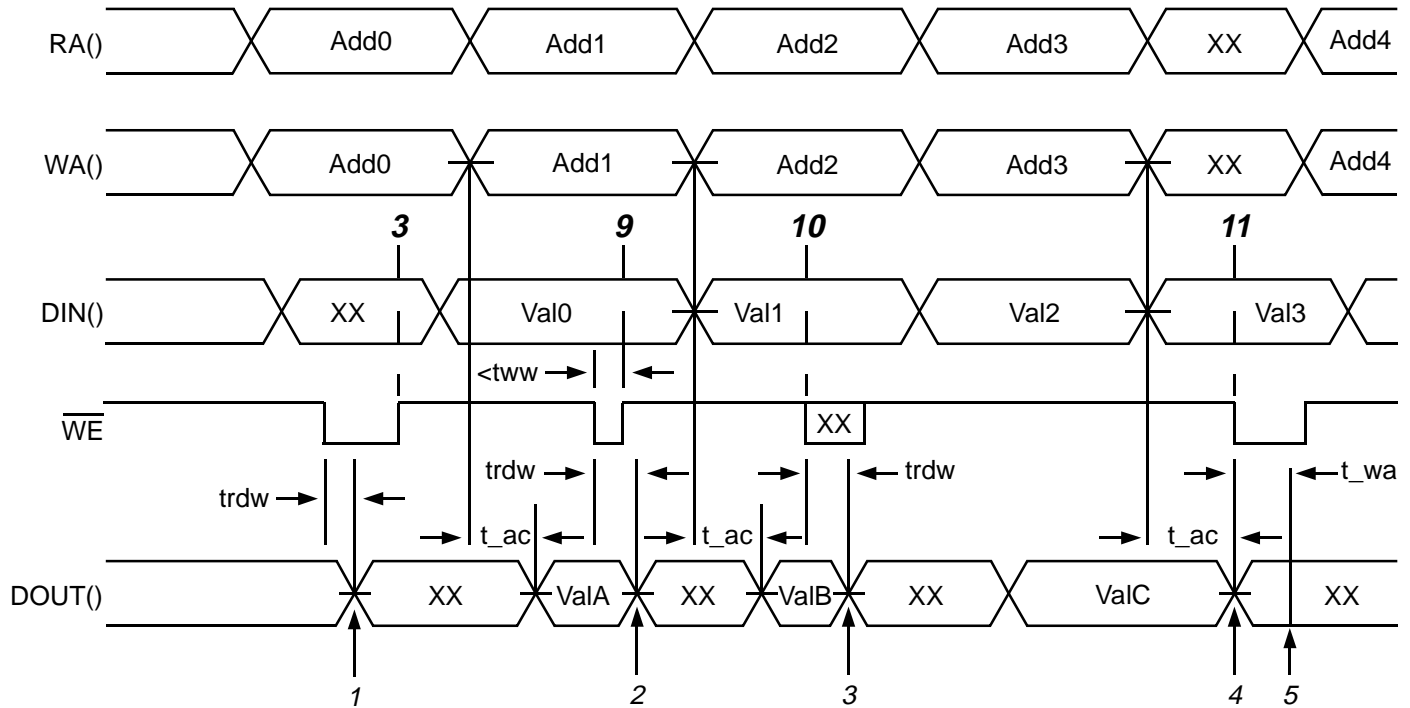 RA() Add0 Add1 Add2 Add3 XX Add4
WA() Add0 Add1 Add2 Add3 XX Add4
3 9 10 11
DIN() XX Val0 Val1 Val2 Val3
<tww
WE XX
trdw trdw trdw t_wa
t_ac t_ac t_ac
DOUT() XX ValA XX ValB XX ValC XX
1 2 3 4 5